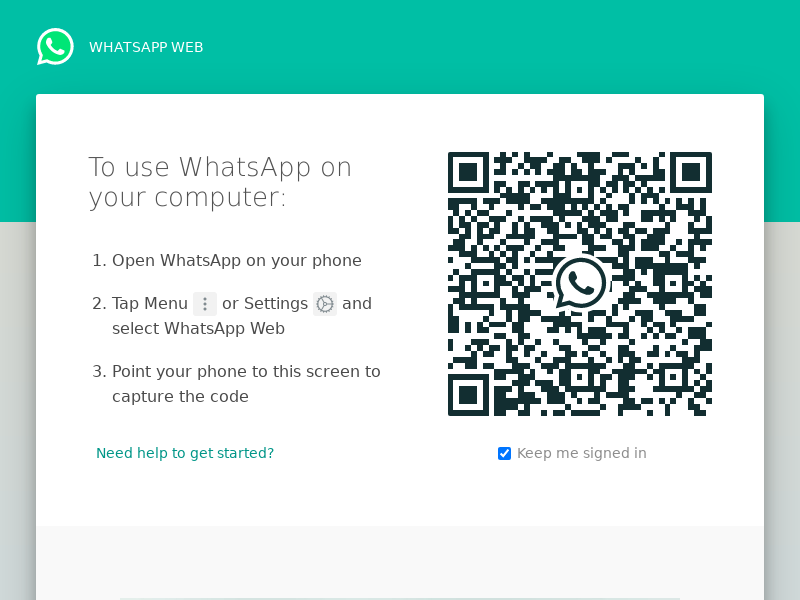 WHATSAPP WEB
To use WhatsApp on
your computer:
1. Open WhatsApp on your phone
2. Tap Menu or Settings and
select WhatsApp Web
3. Point your phone to this screen to
capture the code
Need help to get started?
Keep me signed in